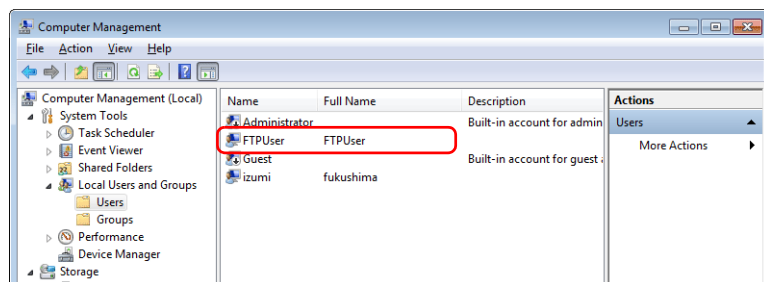 Computer Management
File Action View Help
Computer Management (Local)
System Tools
Task Scheduler
Event Viewer
Shared Folders
Local Users and Groups
Users
Groups
Performance
Device Manager
Storage
Name Full Name Description
Administrator Built-in account for admin
FTPUser FTPUser
Guest Built-in account for guest
izumi fukushima
Actions
Users
More Actions